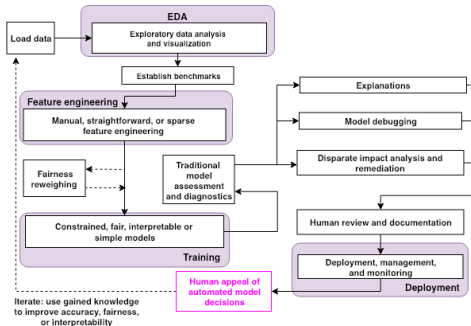 EDA
Load data
Exploratory data analysis
and visualization
Establish benchmarks
Feature engineering
Manual, straightforward, or sparse
feature engineering
Fairness
reweighing
Traditional
model
assessment
and diagnostics
Constrained, fair, interpretable or
simple models
Training
Explanations
Model debugging
Disparate impact analysis and
remediation
Human review and documentation
Deployment, management,
and monitoring
Deployment
Human appeal of
automated model
decisions
Iterate: use gained knowledge
to improve accuracy, fairness,
or interpretability